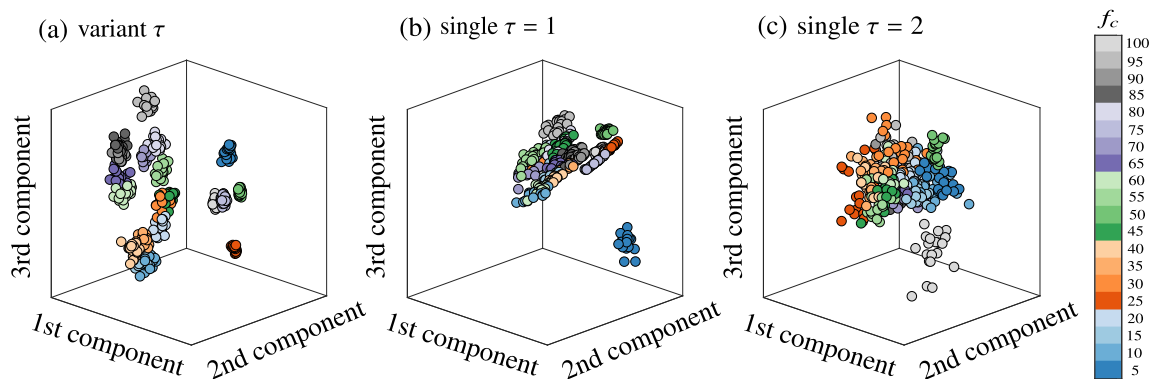 (a) variant τ
(b) single τ = 1
(c) single τ = 2
3rd component
1st component
2nd component
3rd component
1st component
2nd component
3rd component
1st component
2nd component
f_c
100
95
90
85
80
75
70
65
60
55
50
45
40
35
30
25
20
15
10
5